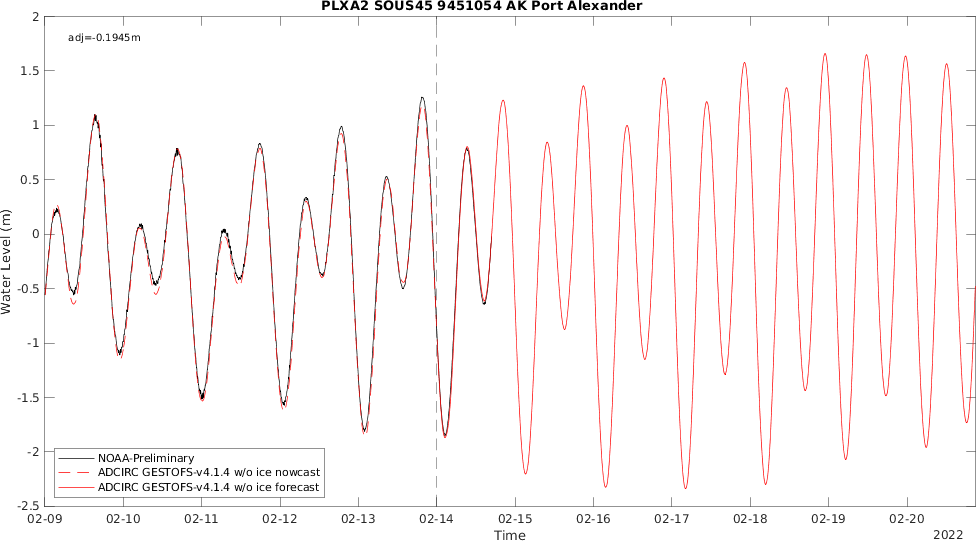 PLXA2 SOUS45 9451054 AK Port Alexander
adj=-0.1945m
2
1.5
1
0.5
0
-0.5
-1
-1.5
-2
-2.5
Water Level (m)
NOAA-Preliminary
ADCIRC GESTOFS-v4.1.4 w/o ice nowcast
ADCIRC GESTOFS-v4.1.4 w/o ice forecast
02-09 02-10 02-11 02-12 02-13 02-14 02-15 02-16 02-17 02-18 02-19 02-20
Time
2022